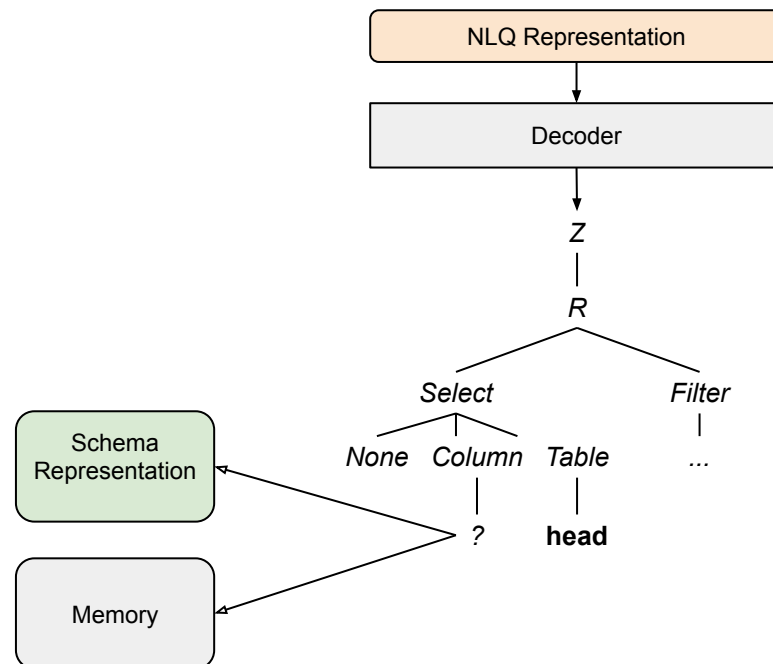 NLQ Representation
Decoder
Z
R
Select Filter
None Column Table ...
? head
Schema
Representation
Memory